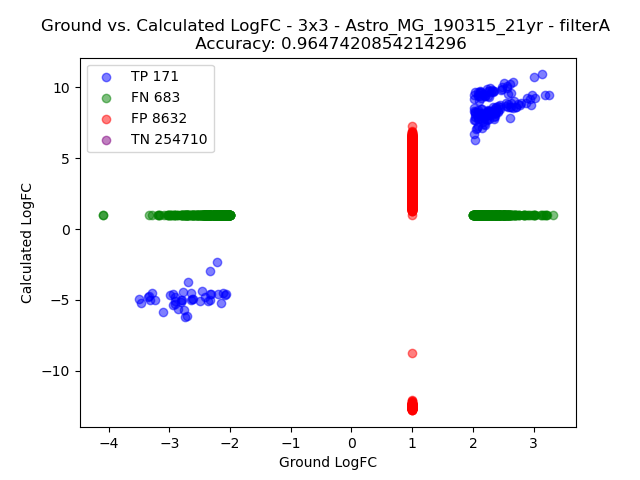 Ground vs. Calculated LogFC - 3x3 - Astro_MG_190315_21yr - filterA
Accuracy: 0.9647420854214296
TP 171
FN 683
FP 8632
TN 254710
Calculated LogFC
10
5
0
−5
−10
−4
−3
−2
−1
0
1
2
3
Ground LogFC